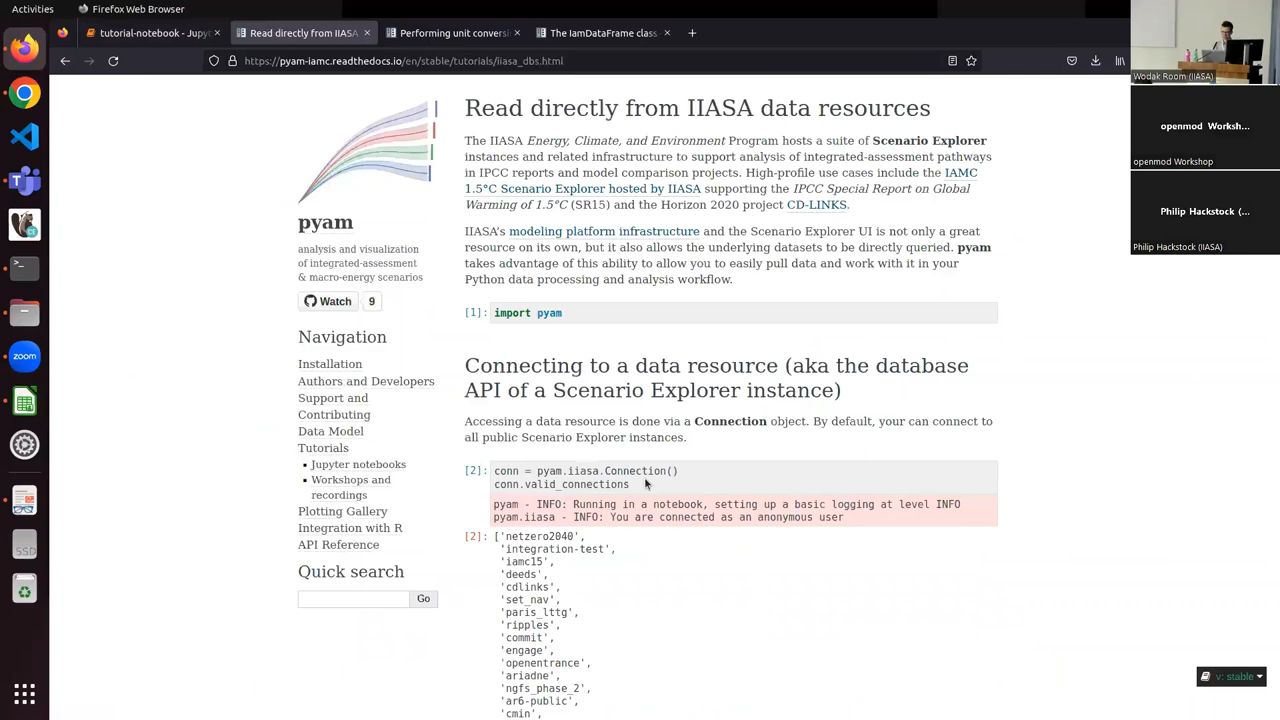 Activities
Firefox Web Browser
tutorial-notebook - Jupyt
Read directly from IIASA
Performing unit conversi
The IamDataFrame class -
https://pyam-iamc.readthedocs.io/en/stable/tutorials/iiasa_dbs.html
Wodak Room (IIASA)
openmod Worksh...
openmod Workshop
Philip Hackstock (...
Philip Hackstock (IIASA)
pyam
analysis and visualization
of integrated-assessment
& macro-energy scenarios
Watch
9
Navigation
Installation
Authors and Developers
Support and
Contributing
Data Model
Tutorials
Jupyter notebooks
Workshops and
recordings
Plotting Gallery
Integration with R
API Reference
Quick search
Go
Read directly from IIASA data resources
The IIASA Energy, Climate, and Environment Program hosts a suite of Scenario Explorer
instances and related infrastructure to support analysis of integrated-assessment pathways
in IPCC reports and model comparison projects. High-profile use cases include the IAMC
1.5°C Scenario Explorer hosted by IIASA supporting the IPCC Special Report on Global
Warming of 1.5°C (SR15) and the Horizon 2020 project CD-LINKS.
IIASA's modeling platform infrastructure and the Scenario Explorer UI is not only a great
resource on its own, but it also allows the underlying datasets to be directly queried. pyam
takes advantage of this ability to allow you to easily pull data and work with it in your
Python data processing and analysis workflow.
[1]: import pyam
Connecting to a data resource (aka the database
API of a Scenario Explorer instance)
Accessing a data resource is done via a Connection object. By default, your can connect to
all public Scenario Explorer instances.
[2]: conn = pyam.iiasa.Connection()
conn.valid_connections
pyam - INFO: Running in a notebook, setting up a basic logging at level INFO
pyam.iiasa - INFO: You are connected as an anonymous user
[2]: ['netzero2040',
'integration-test',
'iamc15',
'deeds',
'cdlinks',
'set_nav',
'paris_lttg',
'ripples',
'commit',
'engage',
'openentrance',
'ariadne',
'ngfs_phase_2',
'ar6-public',
'cmin',
zoom
SSD
v: stable